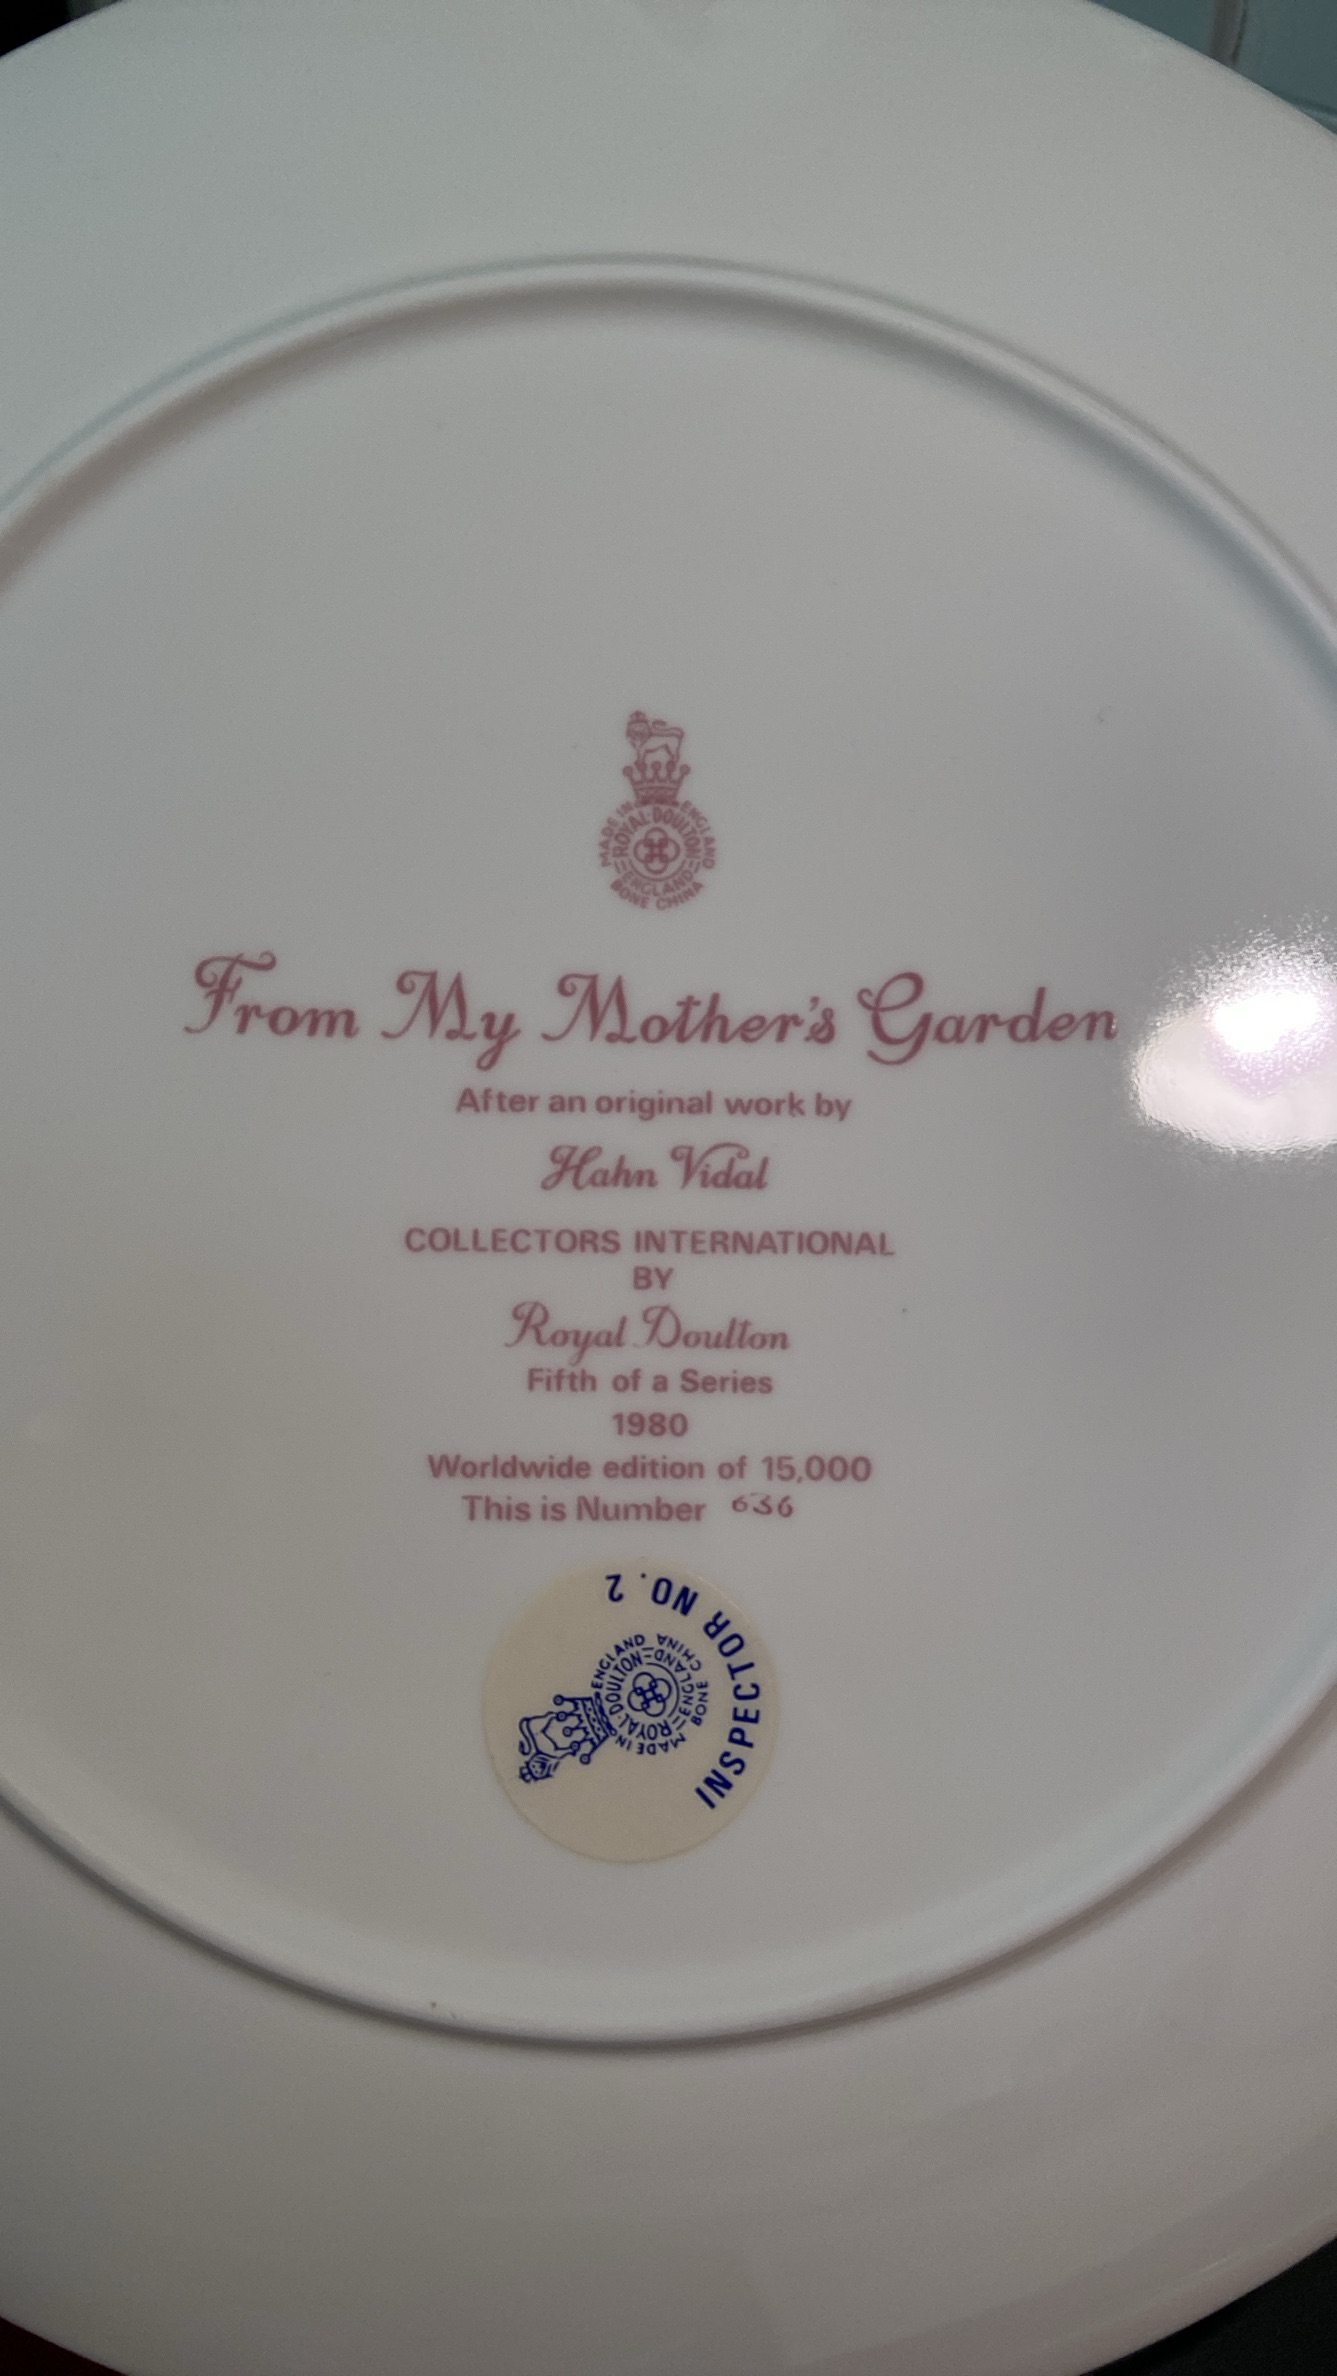 MADE IN ENGLAND
ROYAL·DOULTON
ENGLAND
BONE CHINA
From My Mother's Garden
After an original work by
Hahn Vidal
COLLECTORS INTERNATIONAL
BY
Royal Doulton
Fifth of a Series
1980
Worldwide edition of 15,000
This is Number 636
INSPECTOR NO. 2
MADE IN ENGLAND
ROYAL·DOULTON
ENGLAND
BONE CHINA